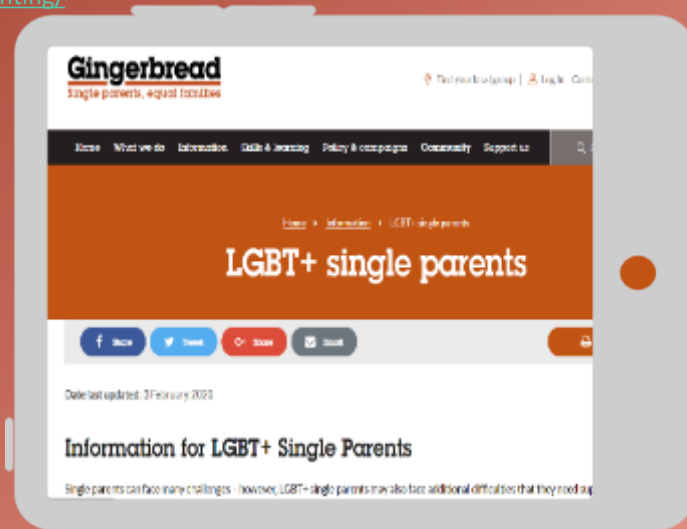 nting/
Gingerbread
Single parents, equal families
Find your local group | Log In Con
Home What we do Information Skills & learning Policy & campaigns Community Support us
Home Information LGBT+ single parents
LGBT+ single parents
Share Tweet Share Email
Date last updated: 3 February 2020
Information for LGBT+ Single Parents
Single parents can face many challenges - however, LGBT+ single parents may also face additional difficulties that they need sup